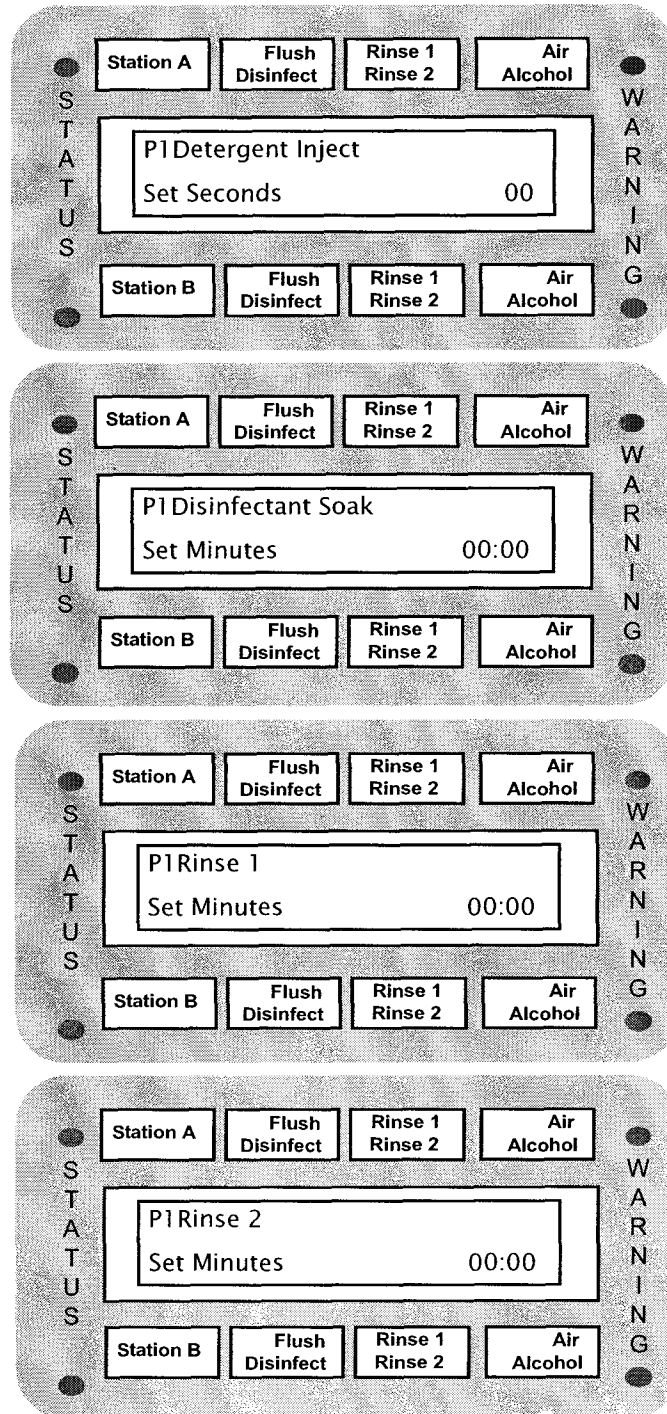 Station A
Flush
Disinfect
Rinse 1
Rinse 2
Air
Alcohol
STATUS
WARNING
P1Detergent Inject
Set Seconds 00
Station B
Flush
Disinfect
Rinse 1
Rinse 2
Air
Alcohol
Station A
Flush
Disinfect
Rinse 1
Rinse 2
Air
Alcohol
STATUS
WARNING
P1Disinfectant Soak
Set Minutes 00:00
Station B
Flush
Disinfect
Rinse 1
Rinse 2
Air
Alcohol
Station A
Flush
Disinfect
Rinse 1
Rinse 2
Air
Alcohol
STATUS
WARNING
P1Rinse 1
Set Minutes 00:00
Station B
Flush
Disinfect
Rinse 1
Rinse 2
Air
Alcohol
Station A
Flush
Disinfect
Rinse 1
Rinse 2
Air
Alcohol
STATUS
WARNING
P1Rinse 2
Set Minutes 00:00
Station B
Flush
Disinfect
Rinse 1
Rinse 2
Air
Alcohol